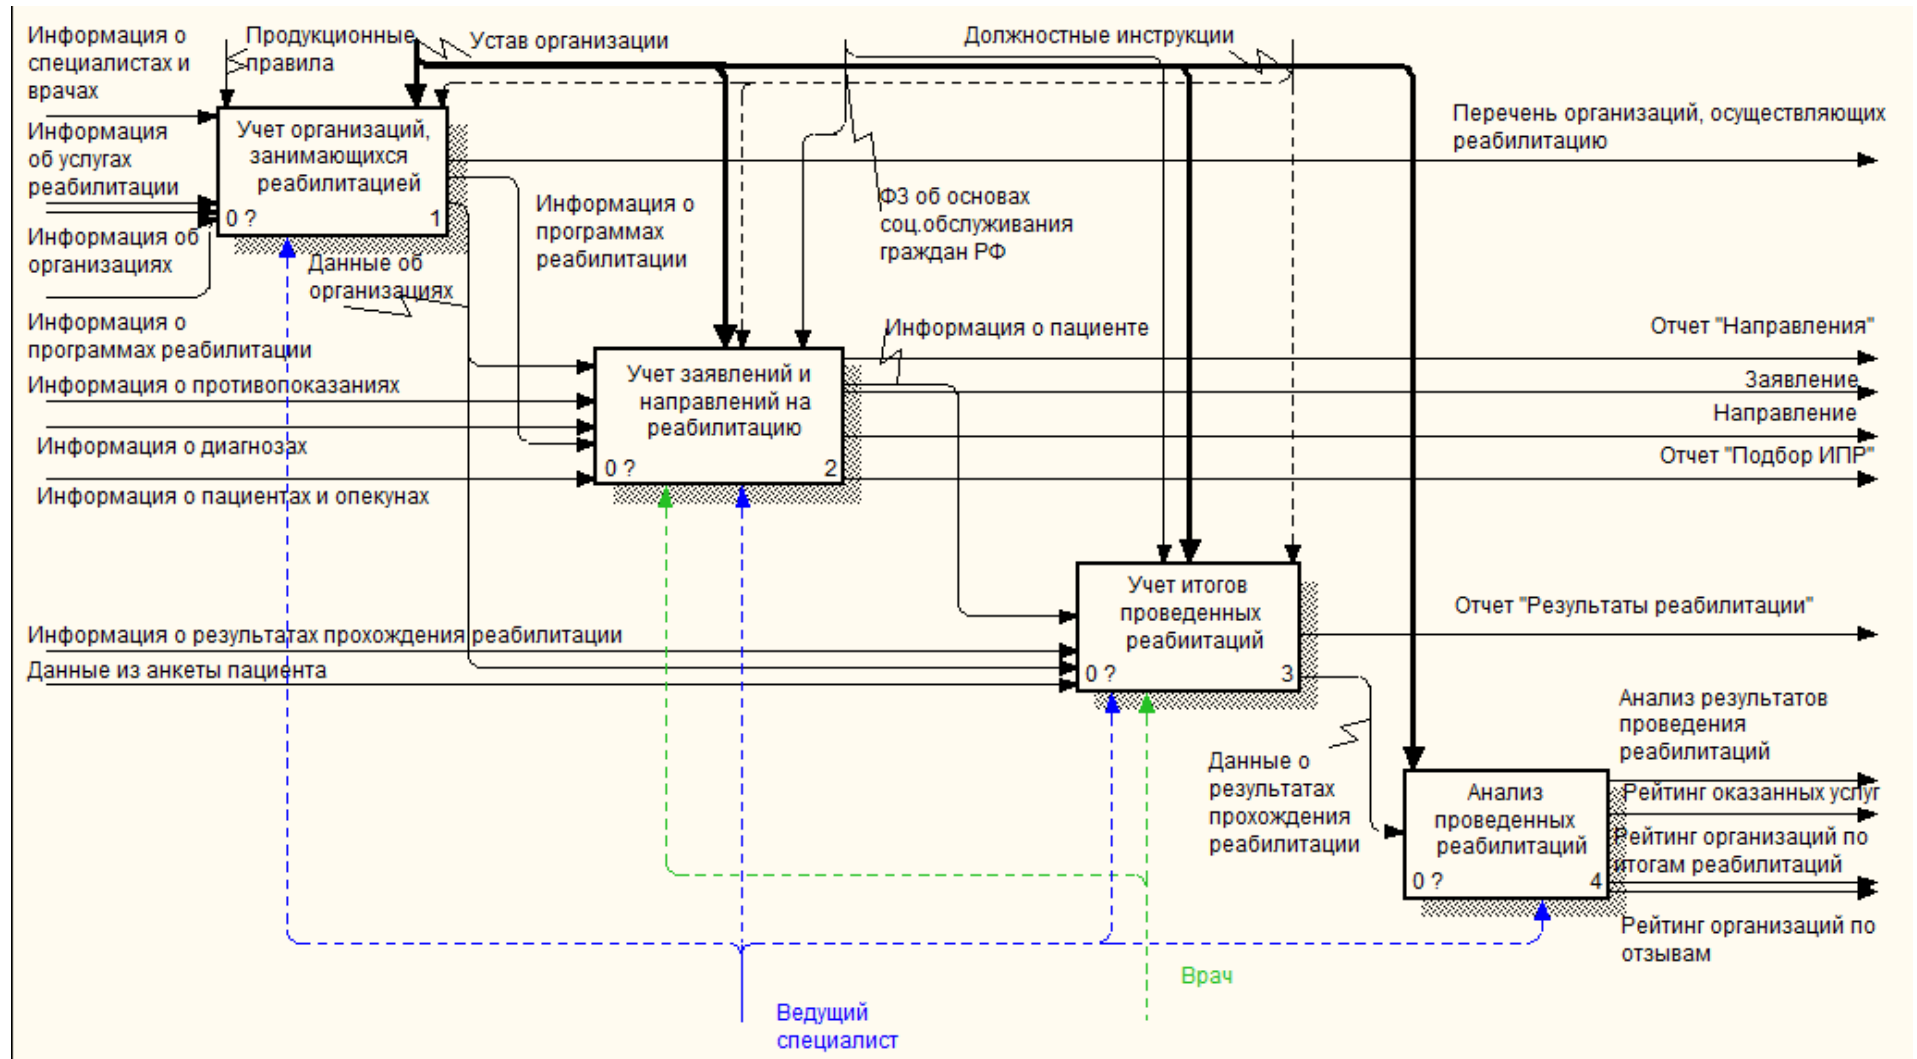 Информация о
специалистах и
врачах
Продукционные
правила
Устав организации
Должностные инструкции
Информация
об услугах
реабилитации
Учет организаций,
занимающихся
реабилитацией
0 ?
1
Перечень организаций, осуществляющих
реабилитацию
Информация об
организациях
Данные об
организациях
Информация о
программах
реабилитации
ФЗ об основах
соц.обслуживания
граждан РФ
Информация о
программах реабилитации
Информация о противопоказаниях
Информация о диагнозах
Информация о пациентах и опекунах
Учет заявлений и
направлений на
реабилитацию
0 ?
2
Информация о пациенте
Отчет "Направления"
Заявление
Направление
Отчет "Подбор ИПР"
Информация о результатах прохождения реабилитации
Данные из анкеты пациента
Учет итогов
проведенных
реабиитаций
0 ?
3
Отчет "Результаты реабилитации"
Данные о
результатах
прохождения
реабилитации
Анализ
проведенных
реабилитаций
0 ?
4
Анализ результатов
проведения
реабилитаций
Рейтинг оказанных услуг
Рейтинг организаций по
итогам реабилитаций
Рейтинг организаций по
отзывам
Врач
Ведущий
специалист